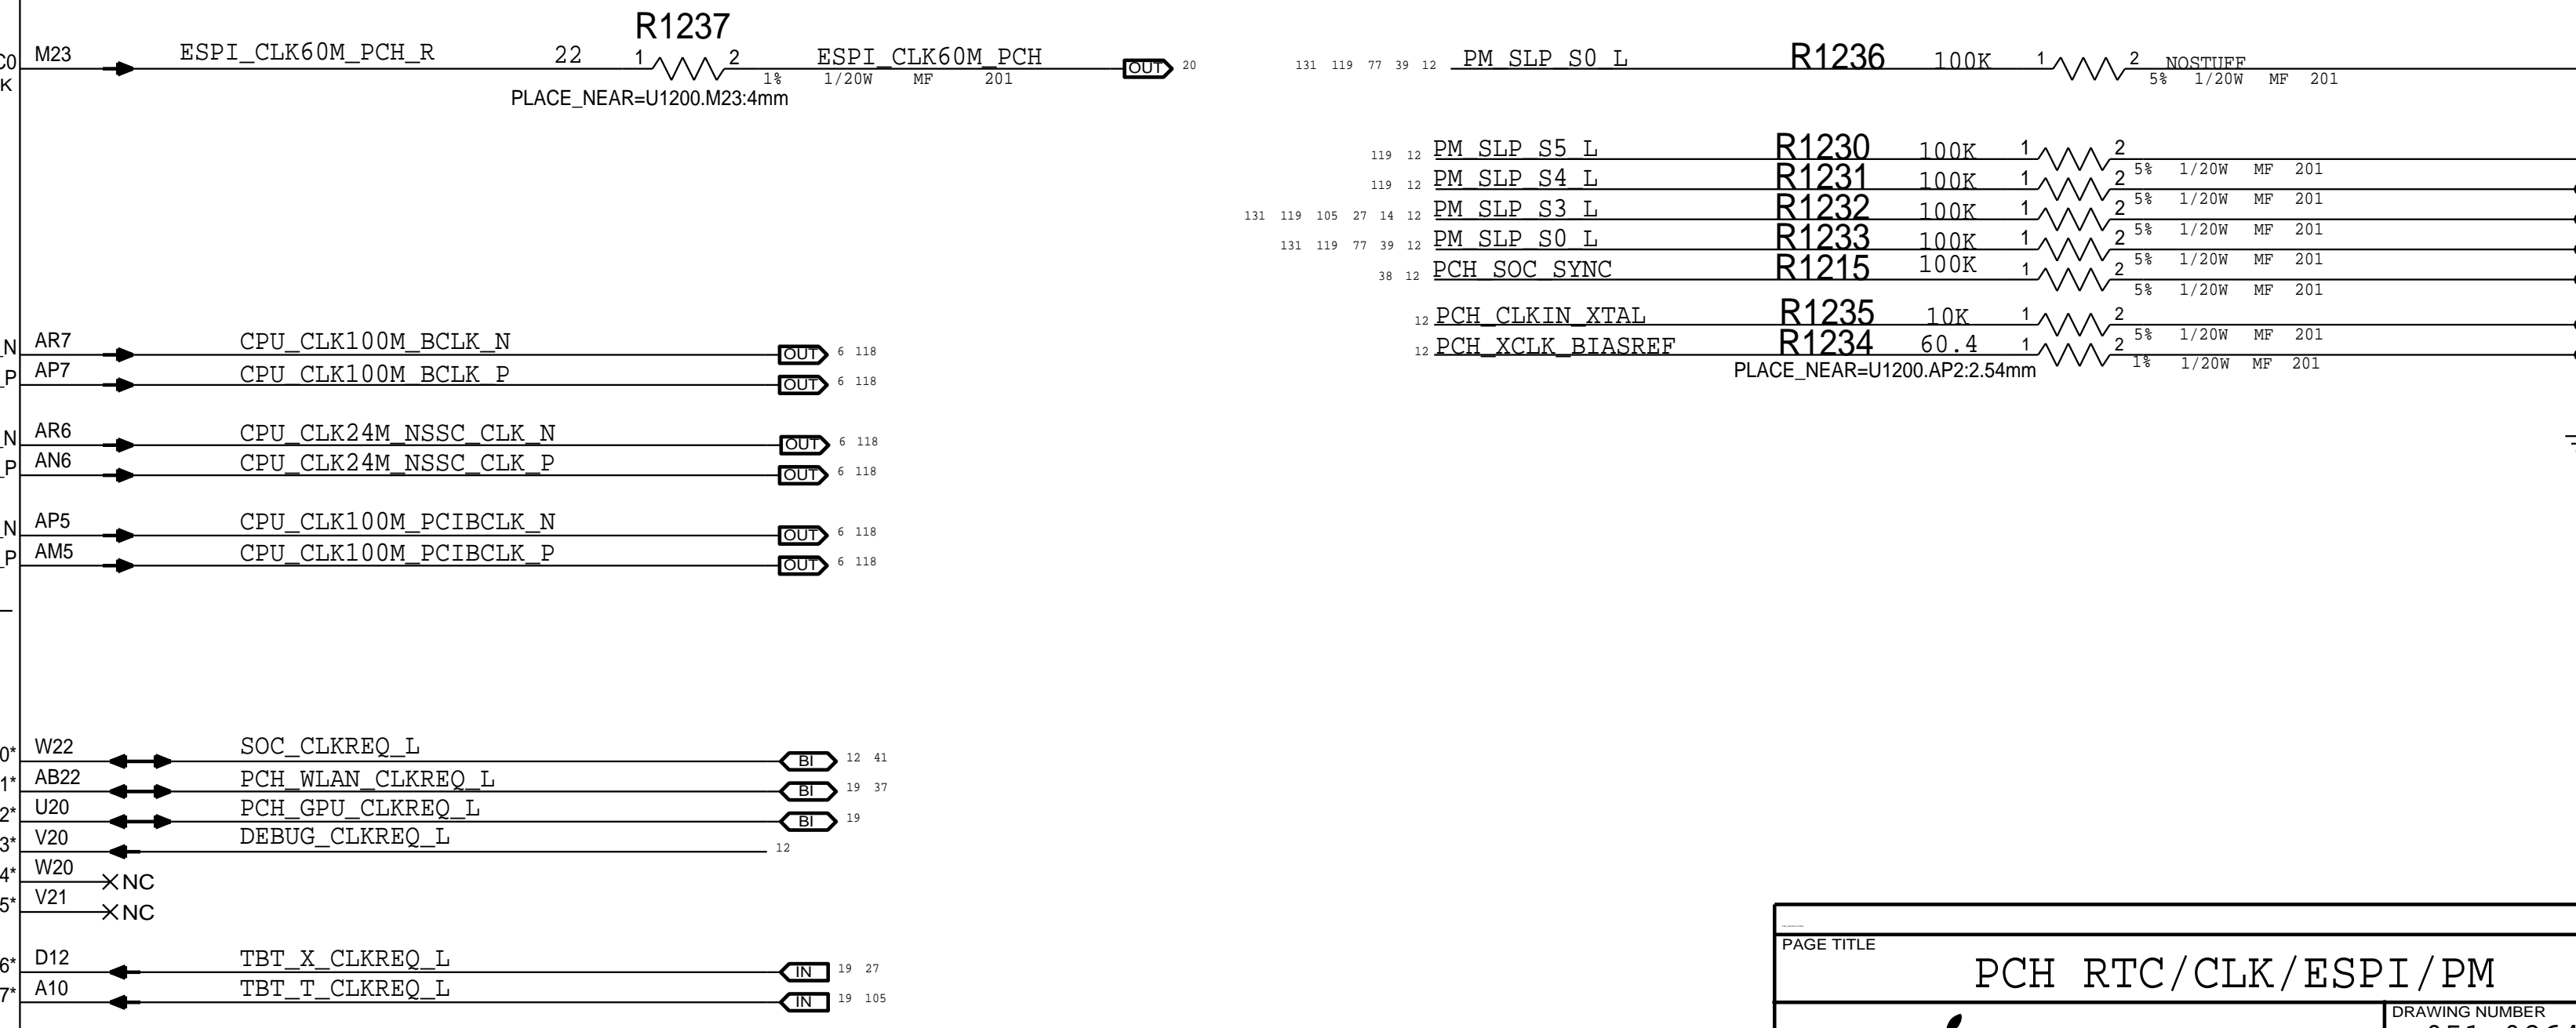 R1237
C0 M23 ESPI_CLK60M_PCH_R 22 1 2 ESPI_CLK60M_PCH OUT 20
K 1% 1/20W MF 201
PLACE_NEAR=U1200.M23:4mm
131 119 77 39 12 PM_SLP_S0_L R1236 100K 1 2 NOSTUFF
5% 1/20W MF 201
119 12 PM_SLP_S5_L R1230 100K 1 2
5% 1/20W MF 201
119 12 PM_SLP_S4_L R1231 100K 1 2
5% 1/20W MF 201
131 119 105 27 14 12 PM_SLP_S3_L R1232 100K 1 2
5% 1/20W MF 201
131 119 77 39 12 PM_SLP_S0_L R1233 100K 1 2
5% 1/20W MF 201
38 12 PCH_SOC_SYNC R1215 100K 1 2
5% 1/20W MF 201
12 PCH_CLKIN_XTAL R1235 10K 1 2
5% 1/20W MF 201
12 PCH_XCLK_BIASREF R1234 60.4 1 2
1% 1/20W MF 201
PLACE_NEAR=U1200.AP2:2.54mm
_N AR7 CPU_CLK100M_BCLK_N OUT 6 118
_P AP7 CPU_CLK100M_BCLK_P OUT 6 118
_N AR6 CPU_CLK24M_NSSC_CLK_N OUT 6 118
_P AN6 CPU_CLK24M_NSSC_CLK_P OUT 6 118
_N AP5 CPU_CLK100M_PCIBCLK_N OUT 6 118
_P AM5 CPU_CLK100M_PCIBCLK_P OUT 6 118
0* W22 SOC_CLKREQ_L BI 12 41
1* AB22 PCH_WLAN_CLKREQ_L BI 19 37
2* U20 PCH_GPU_CLKREQ_L BI 19
3* V20 DEBUG_CLKREQ_L 12
4* W20 NC
5* V21 NC
6* D12 TBT_X_CLKREQ_L IN 19 27
7* A10 TBT_T_CLKREQ_L IN 19 105
PAGE TITLE
PCH RTC/CLK/ESPI/PM
DRAWING NUMBER